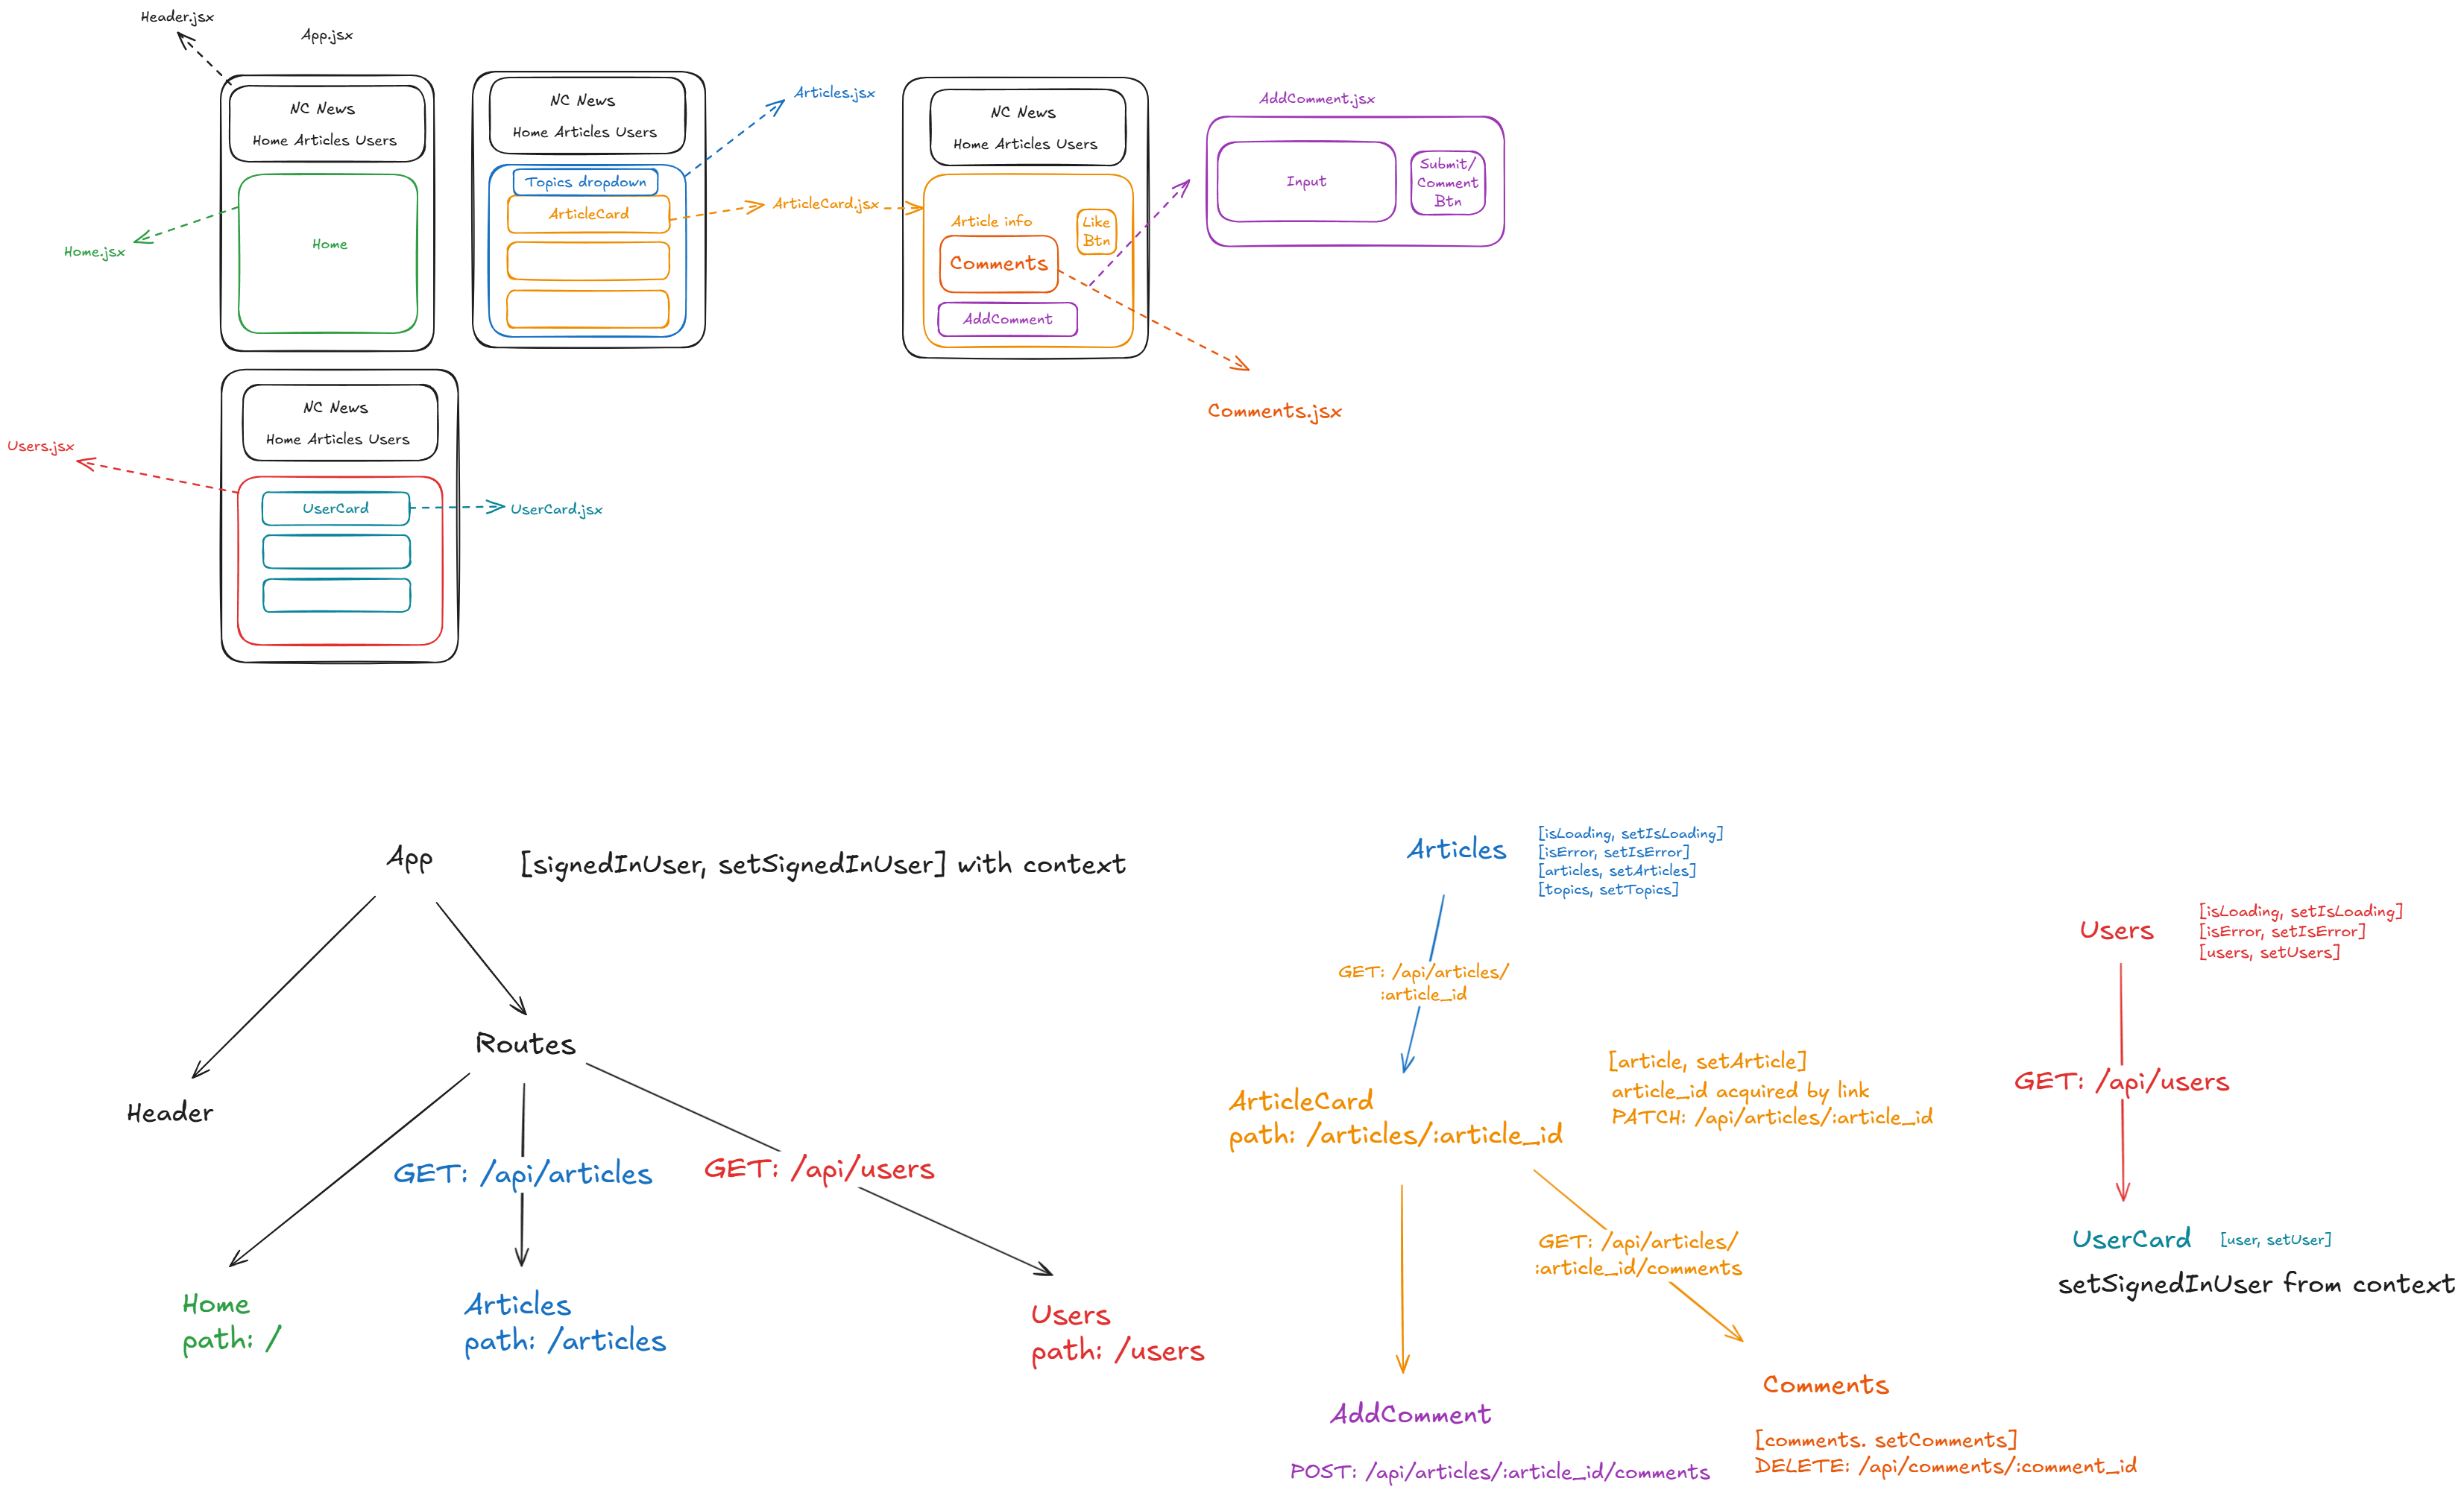 Header.jsx
App.jsx
NC News
Home Articles Users
Home
Home.jsx
NC News
Home Articles Users
Topics dropdown
ArticleCard
Articles.jsx
ArticleCard.jsx
NC News
Home Articles Users
Article info
Like
Btn
Comments
AddComment
AddComment.jsx
Input
Submit/
Comment
Btn
Comments.jsx
NC News
Home Articles Users
Users.jsx
UserCard
UserCard.jsx
App
[signedInUser, setSignedInUser] with context
Header
Routes
GET: /api/articles
GET: /api/users
Home
path: /
Articles
path: /articles
Users
path: /users
Articles
[isLoading, setIsLoading]
[isError, setIsError]
[articles, setArticles]
[topics, setTopics]
GET: /api/articles/
:article_id
ArticleCard
path: /articles/:article_id
[article, setArticle]
article_id acquired by link
PATCH: /api/articles/:article_id
GET: /api/articles/
:article_id/comments
AddComment
POST: /api/articles/:article_id/comments
Comments
[comments. setComments]
DELETE: /api/comments/:comment_id
Users
[isLoading, setIsLoading]
[isError, setIsError]
[users, setUsers]
GET: /api/users
UserCard
[user, setUser]
setSignedInUser from context